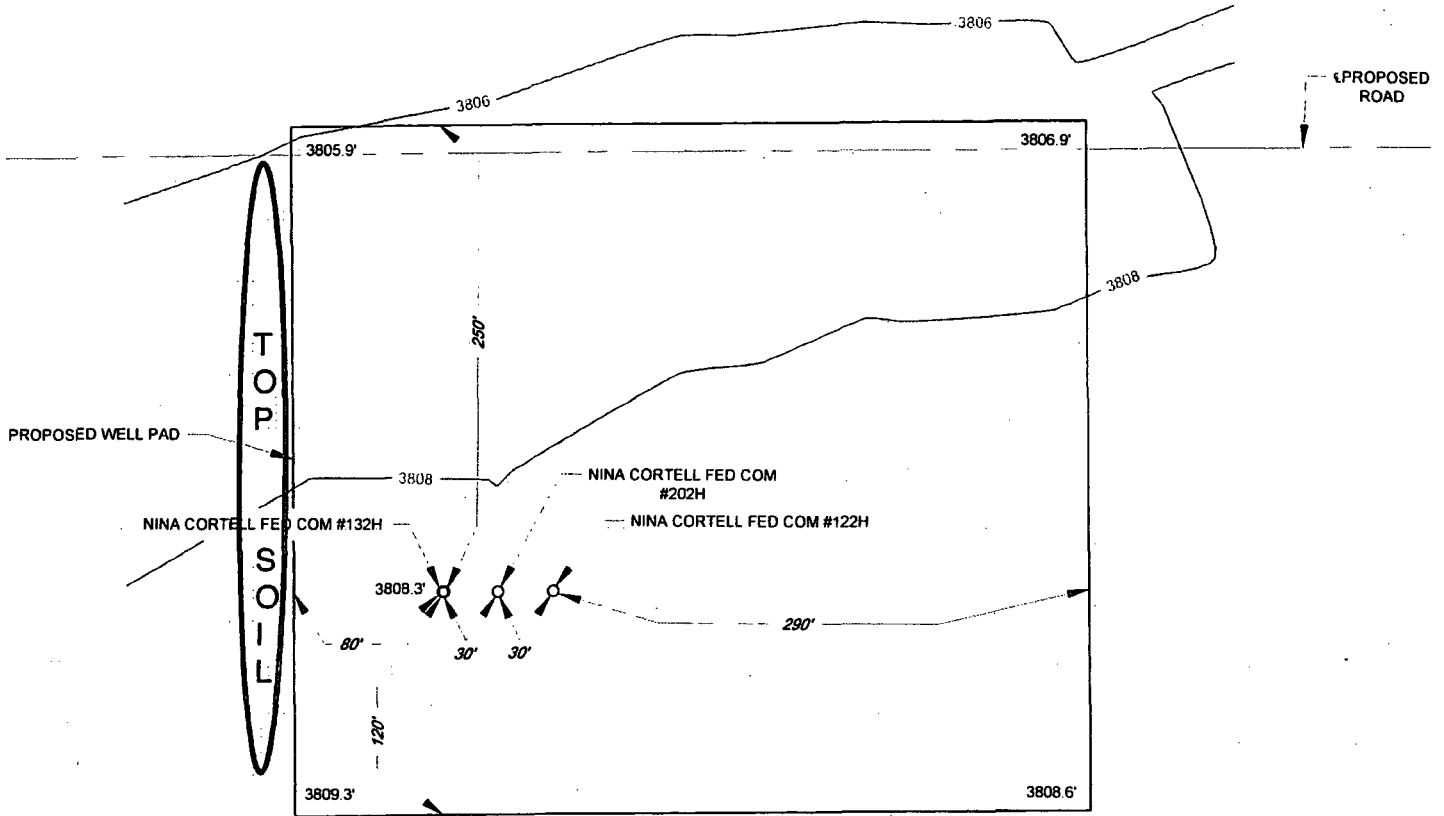 3806
3806
℄PROPOSED
ROAD
3805.9'
3806.9'
3808
250'
TOP SOIL
PROPOSED WELL PAD
3808
NINA CORTELL FED COM
#202H
NINA CORTELL FED COM #132H
NINA CORTELL FED COM #122H
3808.3'
290'
80'
30'
30'
120'
3809.3'
3808.6'